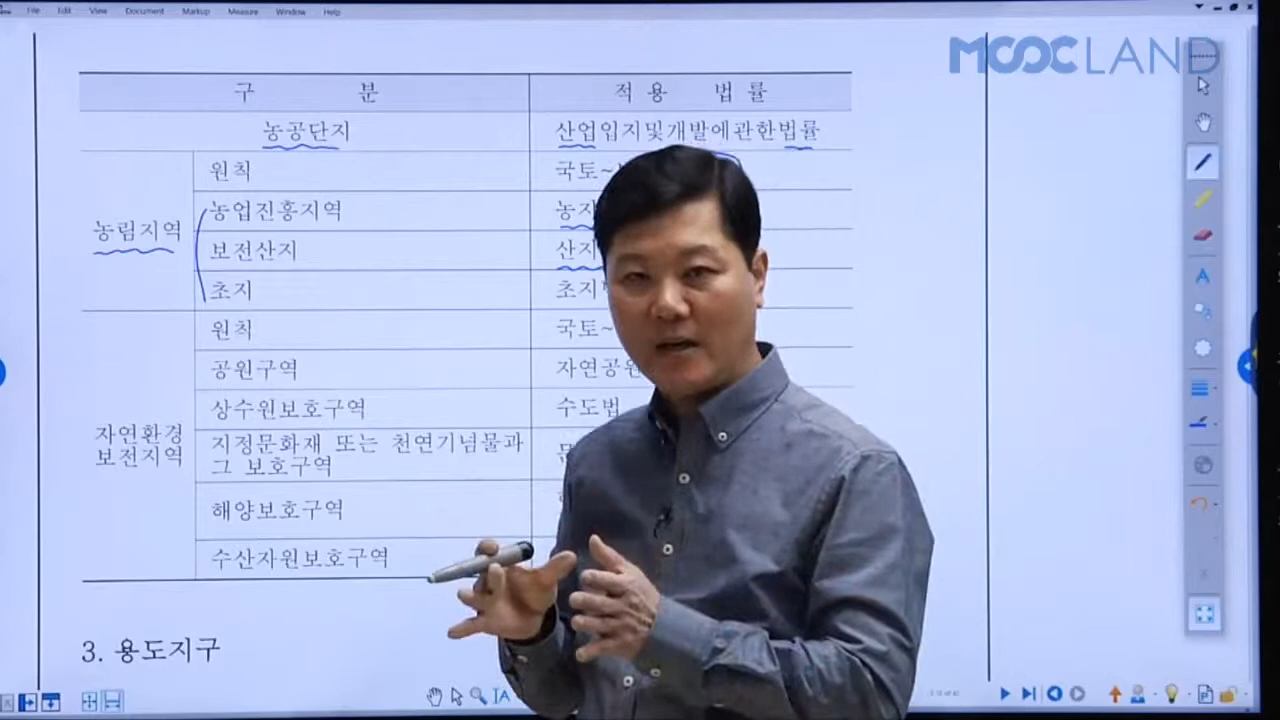 File Edit View Document Markup Measure Window Help
MOOCLAND
구 분 적 용 법 률
농공단지 산업입지및개발에관한법률
농림지역
원칙 국토~
농업진흥지역 농지
보전산지 산지
초지 초지
자연환경
보전지역
원칙 국토~
공원구역 자연공원
상수원보호구역 수도법
지정문화재 또는 천연기념물과
그 보호구역
해양보호구역
수산자원보호구역
3. 용도지구